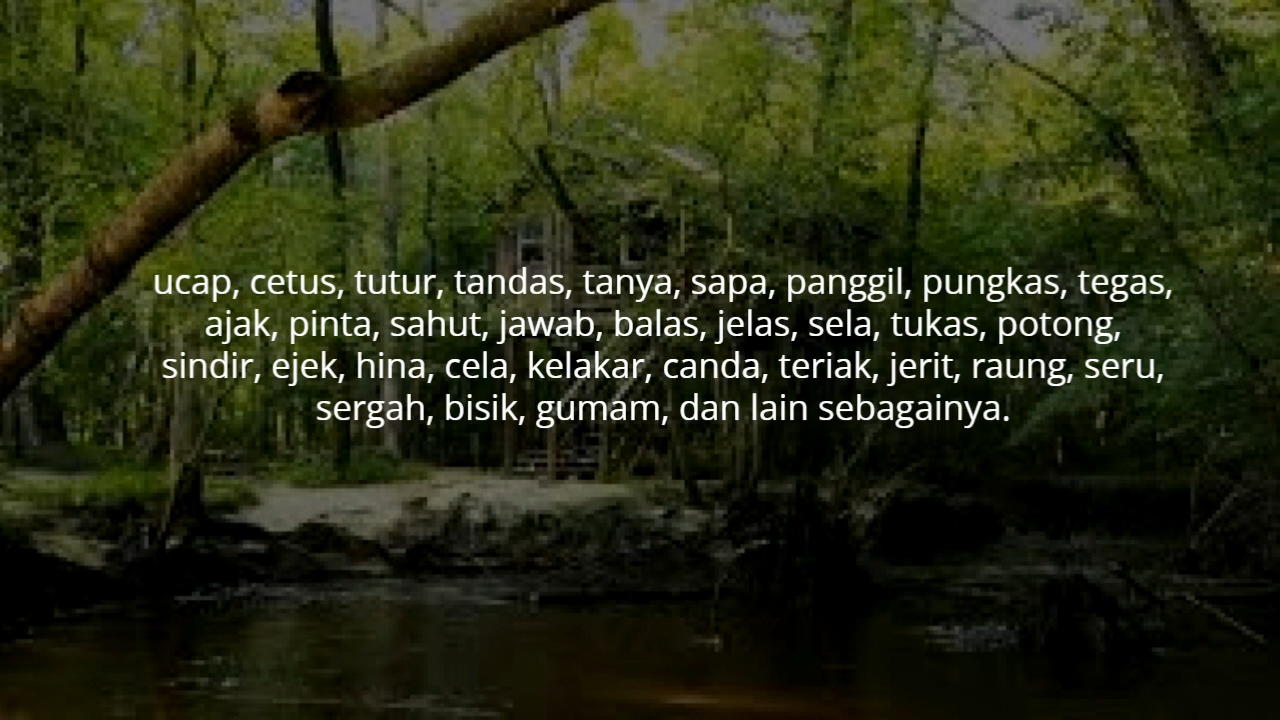 ucap, cetus, tutur, tandas, tanya, sapa, panggil, pungkas, tegas,
ajak, pinta, sahut, jawab, balas, jelas, sela, tukas, potong,
sindir, ejek, hina, cela, kelakar, canda, teriak, jerit, raung, seru,
sergah, bisik, gumam, dan lain sebagainya.